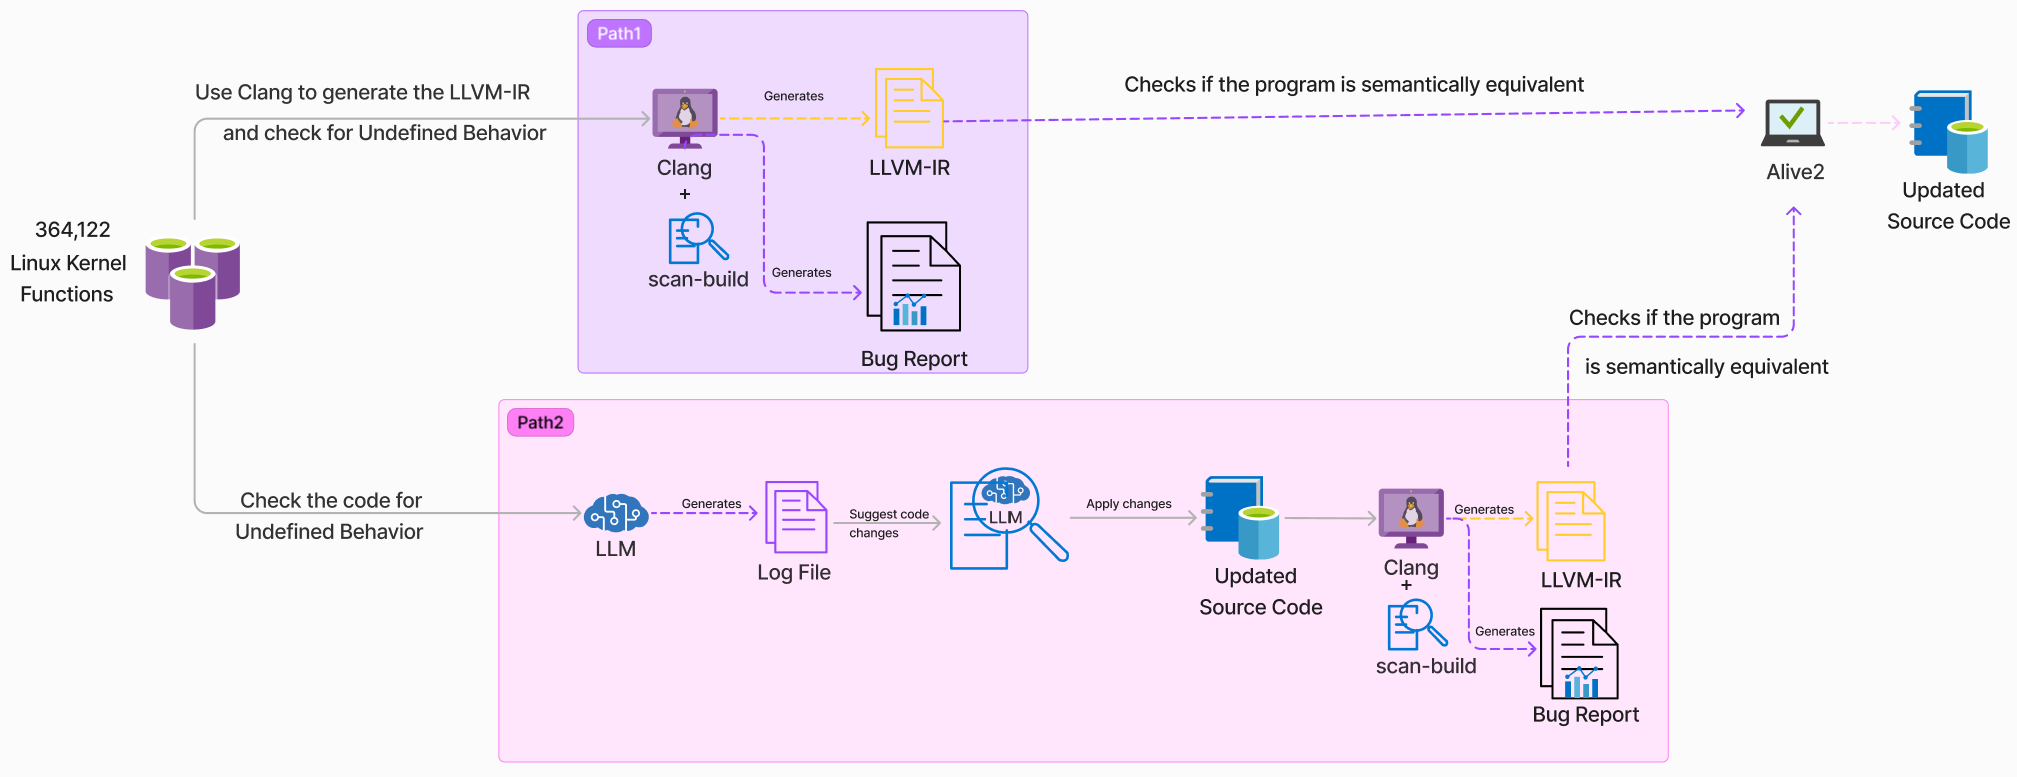 Path1
Use Clang to generate the LLVM-IR
and check for Undefined Behavior
Generates
Clang
+
scan-build
LLVM-IR
Generates
Bug Report
Checks if the program is semantically equivalent
Alive2
Updated
Source Code
364,122
Linux Kernel
Functions
Checks if the program
is semantically equivalent
Path2
Check the code for
Undefined Behavior
LLM
Generates
Log File
Suggest code
changes
LLM
Apply changes
Updated
Source Code
Clang
+
scan-build
Generates
LLVM-IR
Generates
Bug Report